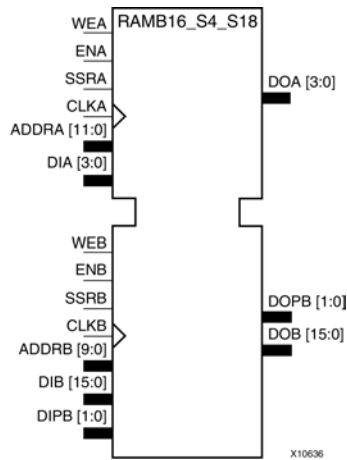 RAMB16_S4_S18
WEA
ENA
SSRA
CLKA
ADDRA [11:0]
DIA [3:0]
DOA [3:0]
WEB
ENB
SSRB
CLKB
ADDRB [9:0]
DIB [15:0]
DIPB [1:0]
DOPB [1:0]
DOB [15:0]
X10636